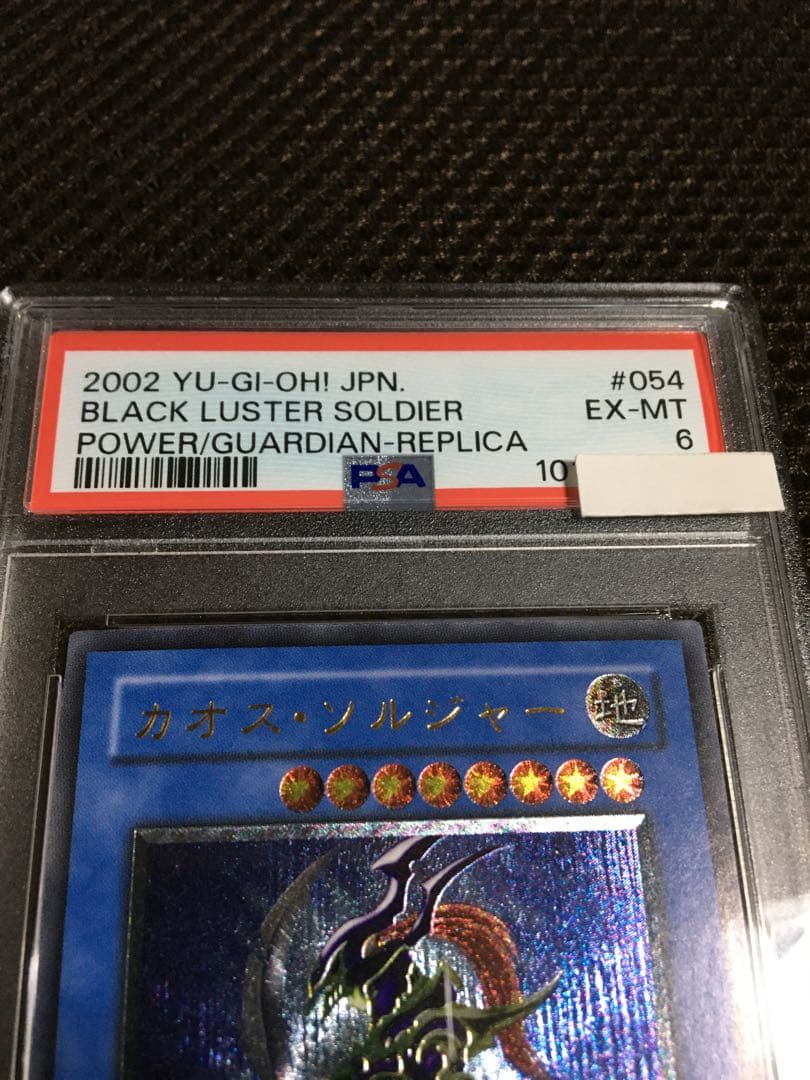 2002 YU-GI-OH! JPN. #054
BLACK LUSTER SOLDIER EX-MT
POWER/GUARDIAN-REPLICA 6
PSA
カオス・ソルジャー 地